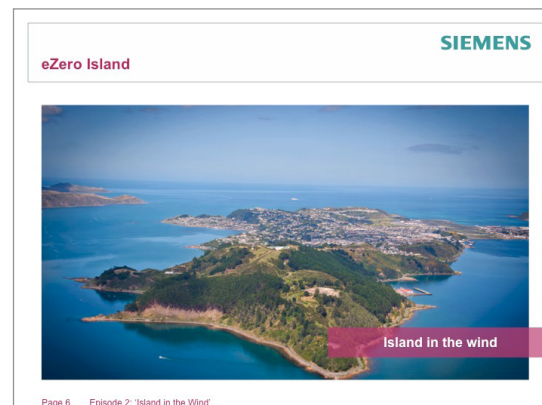 SIEMENS
eZero Island
Island in the wind
Page 6 Episode 2: 'Island in the Wind'